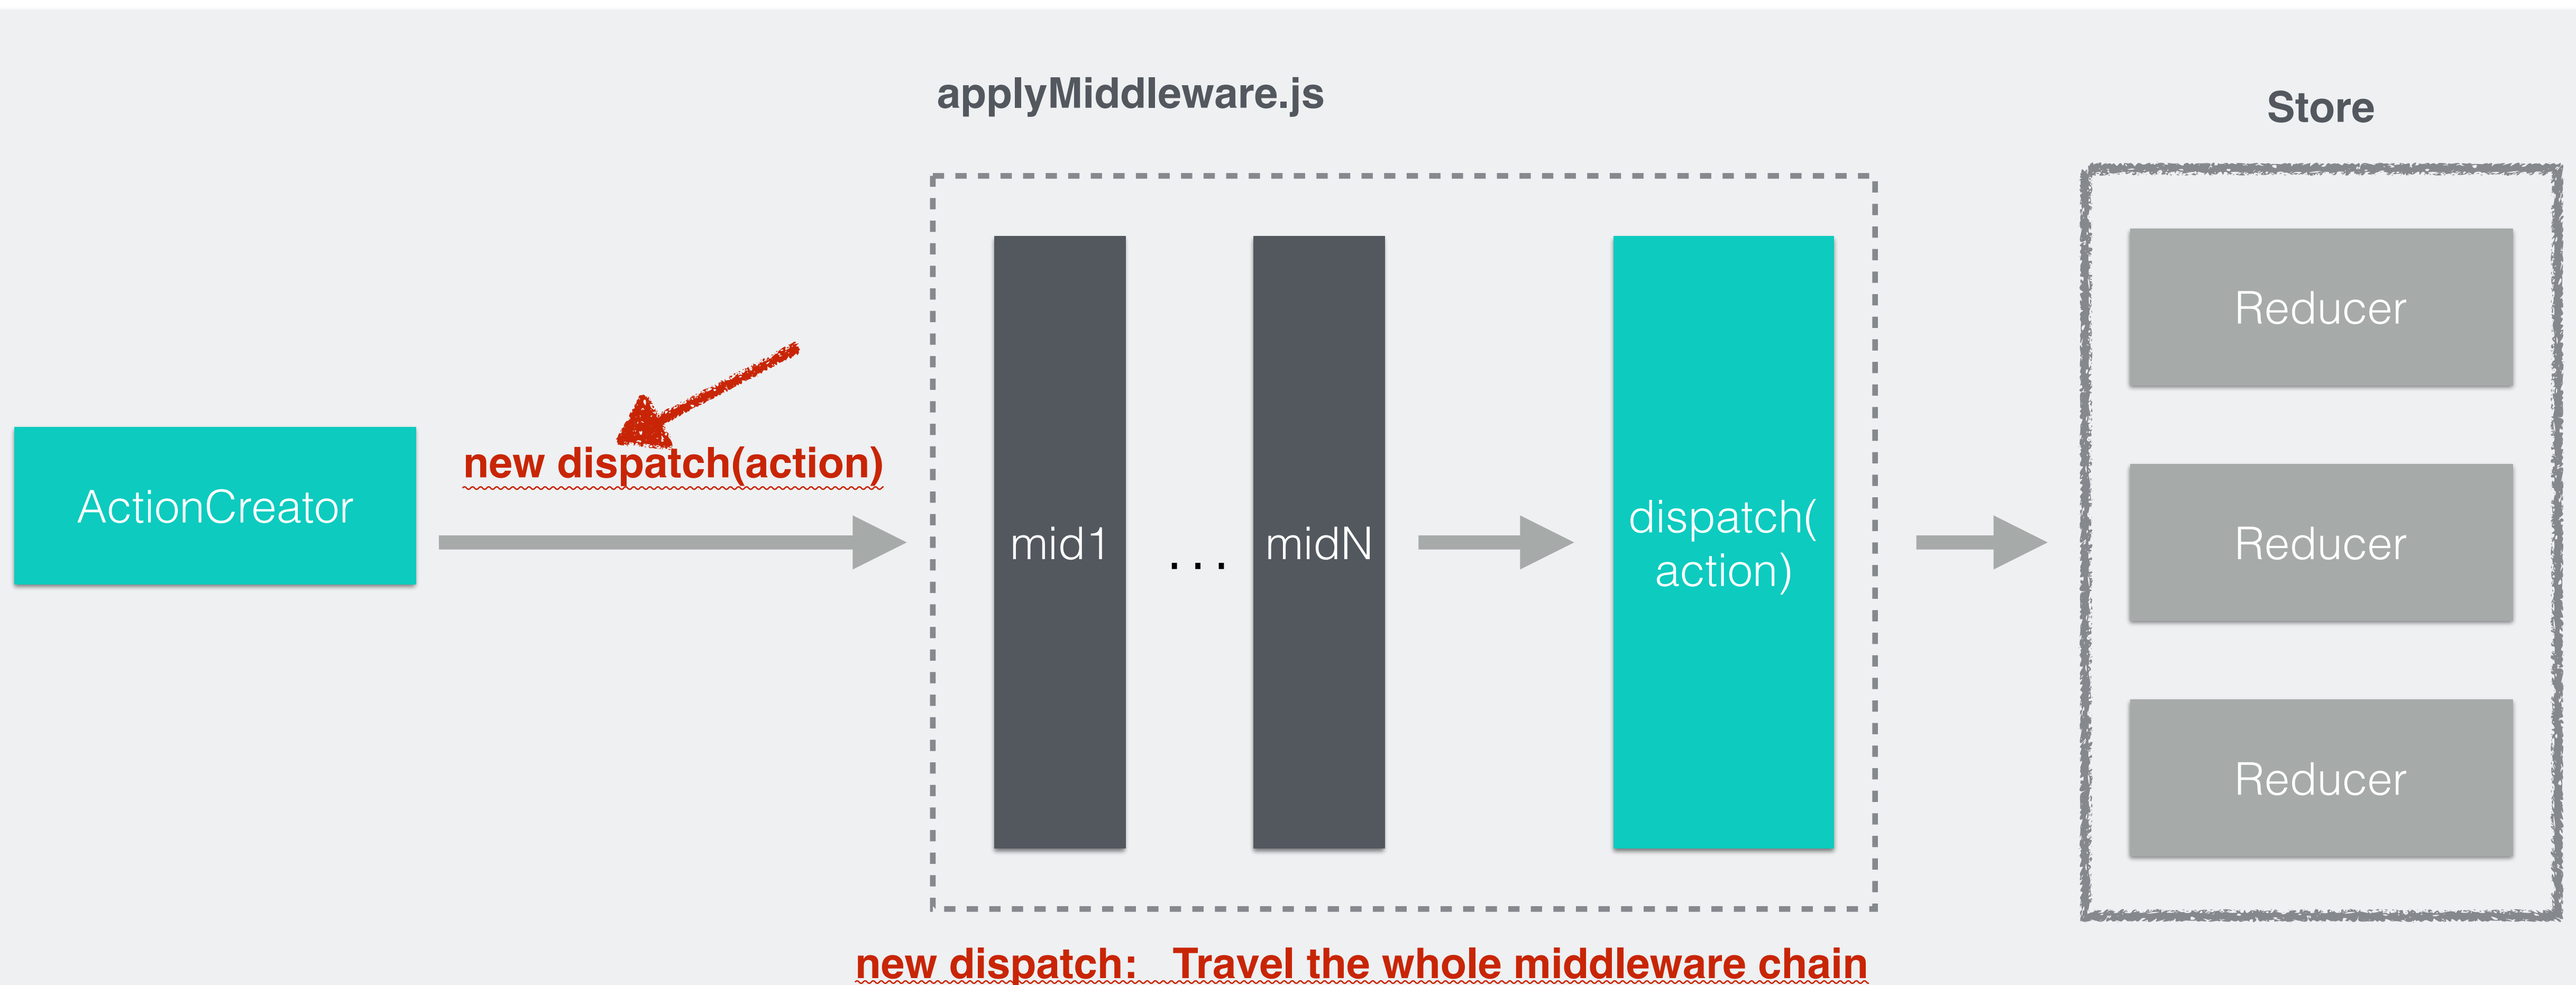 applyMiddleware.js
Store
new dispatch(action)
ActionCreator
mid1
...
midN
dispatch(
action)
Reducer
Reducer
Reducer
new dispatch: Travel the whole middleware chain